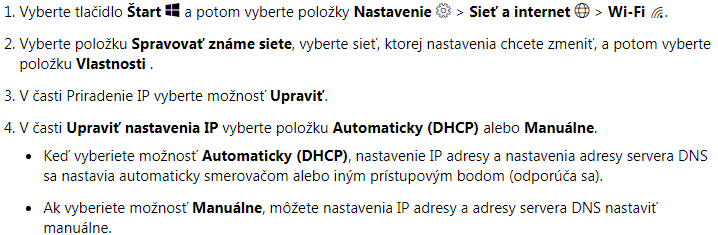 1. Vyberte tlačidlo Štart a potom vyberte položky Nastavenie > Sieť a internet > Wi-Fi .
2. Vyberte položku Spravovať známe siete, vyberte sieť, ktorej nastavenia chcete zmeniť, a potom vyberte
položku Vlastnosti .
3. V časti Priradenie IP vyberte možnosť Upraviť.
4. V časti Upraviť nastavenia IP vyberte položku Automaticky (DHCP) alebo Manuálne.
• Keď vyberiete možnosť Automaticky (DHCP), nastavenie IP adresy a nastavenia adresy servera DNS
sa nastavia automaticky smerovačom alebo iným prístupovým bodom (odporúča sa).
• Ak vyberiete možnosť Manuálne, môžete nastavenia IP adresy a adresy servera DNS nastaviť
manuálne.